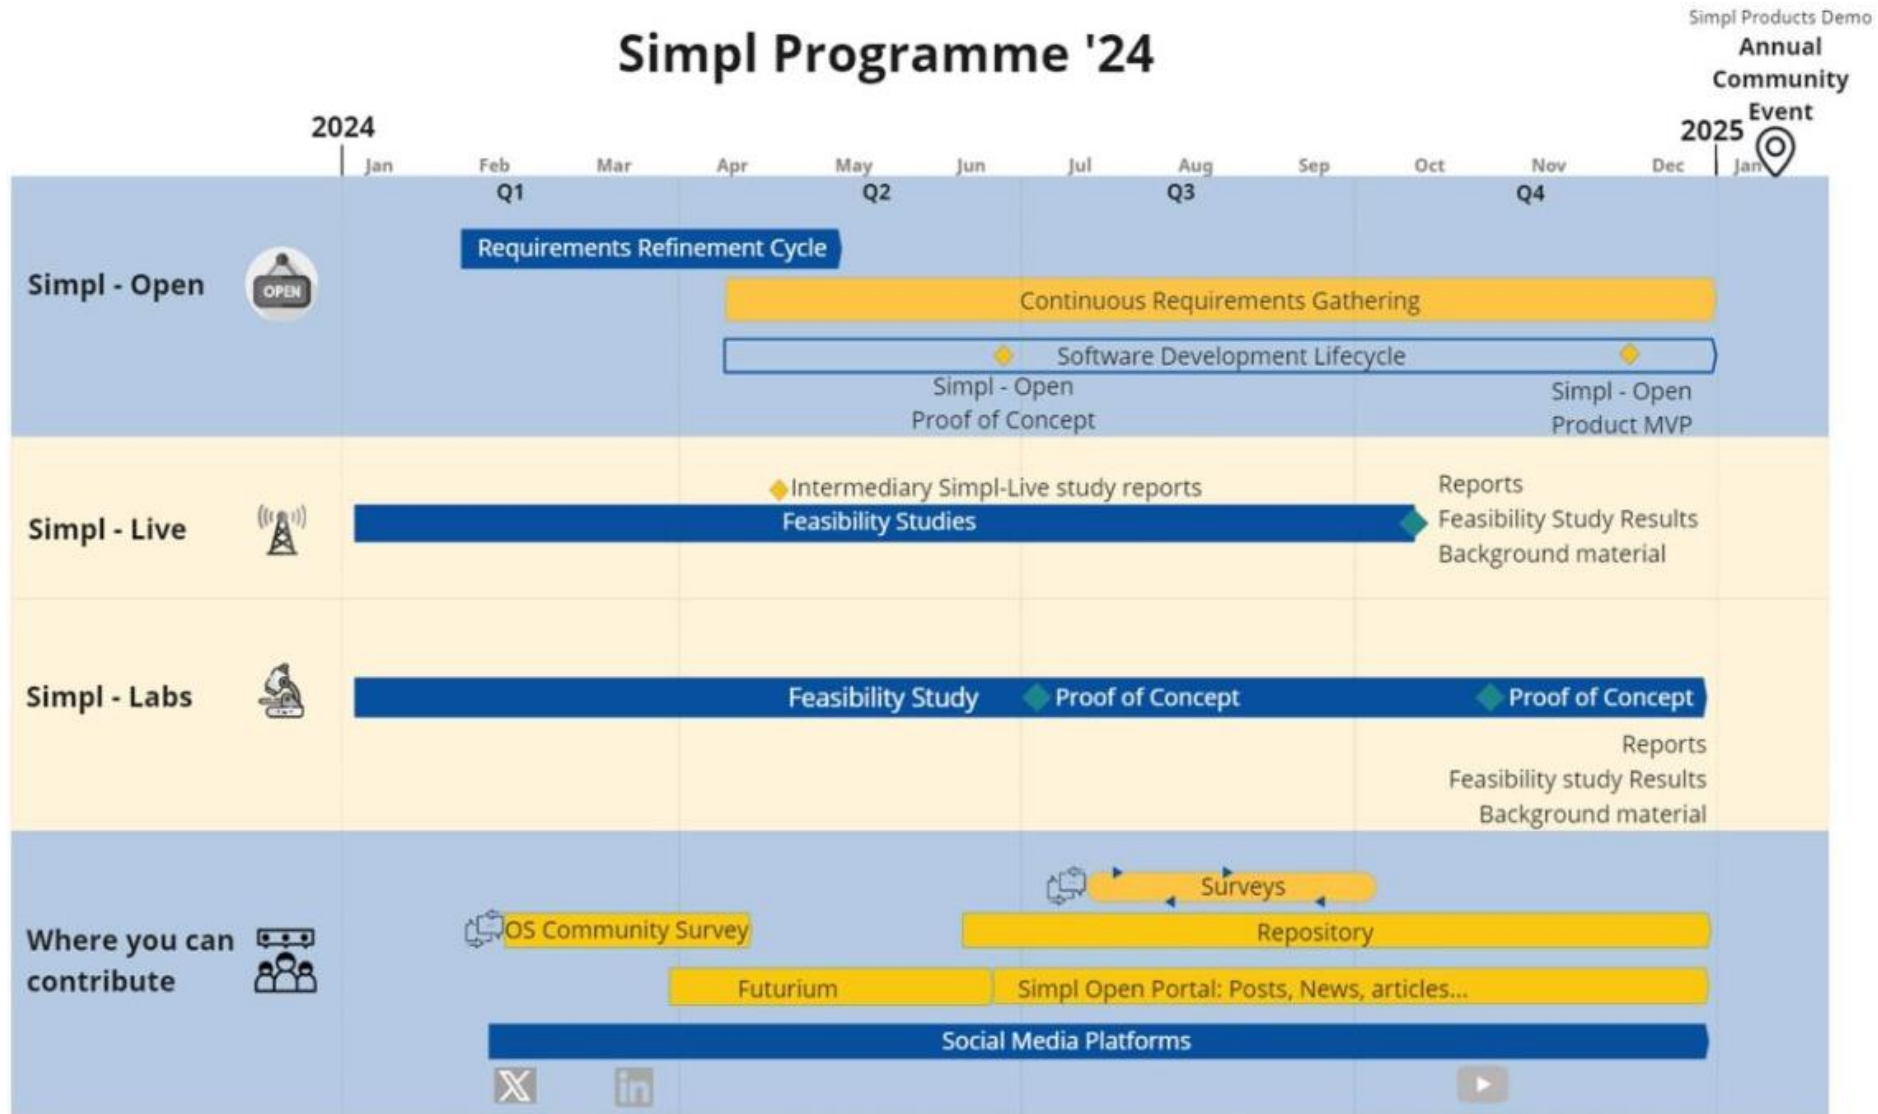 Simpl Products Demo
Annual
Community
Event
Simpl Programme '24
2024
2025
Jan Feb Mar Apr May Jun Jul Aug Sep Oct Nov Dec Jan
Q1 Q2 Q3 Q4
Requirements Refinement Cycle
Simpl - Open
OPEN
Continuous Requirements Gathering
Software Development Lifecycle
Simpl - Open
Proof of Concept
Simpl - Open
Product MVP
Simpl - Live
Intermediary Simpl-Live study reports
Feasibility Studies
Reports
Feasibility Study Results
Background material
Simpl - Labs
Feasibility Study
Proof of Concept
Proof of Concept
Reports
Feasibility study Results
Background material
Where you can
contribute
Surveys
OS Community Survey
Repository
Futurium
Simpl Open Portal: Posts, News, articles...
Social Media Platforms
X
in